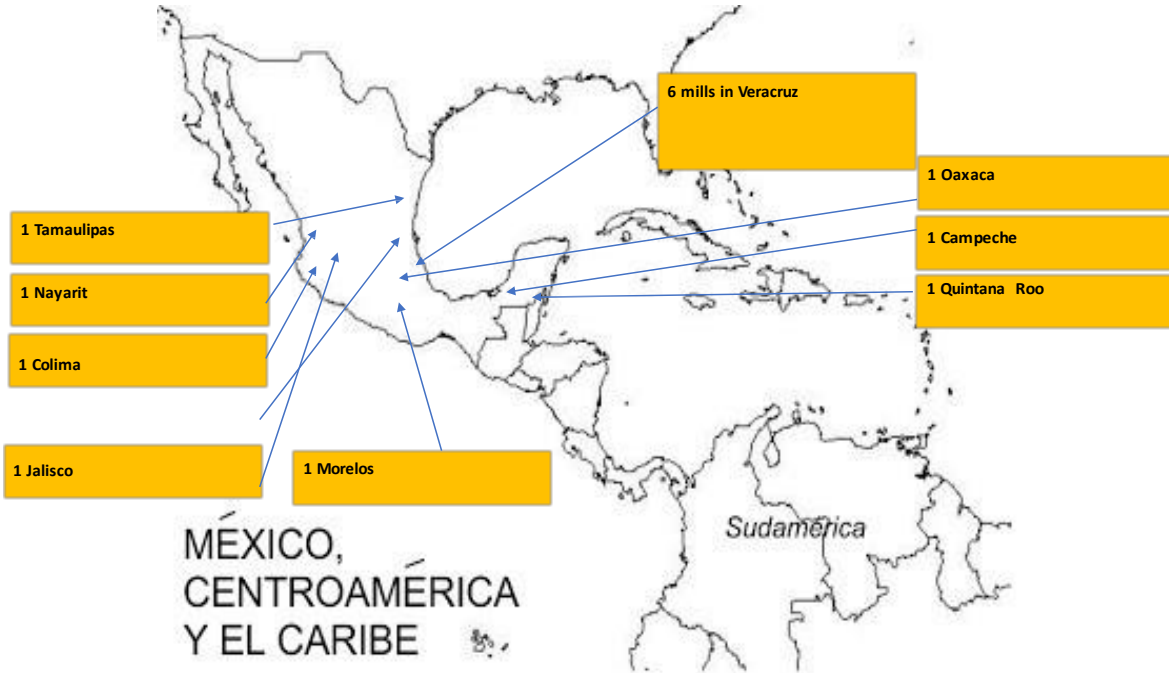 6 mills in Veracruz
1 Oaxaca
1 Tamaulipas
1 Campeche
1 Nayarit
1 Quintana Roo
1 Colima
1 Jalisco
1 Morelos
Sudamérica
MÉXICO,
CENTROAMÉRICA
Y EL CARIBE